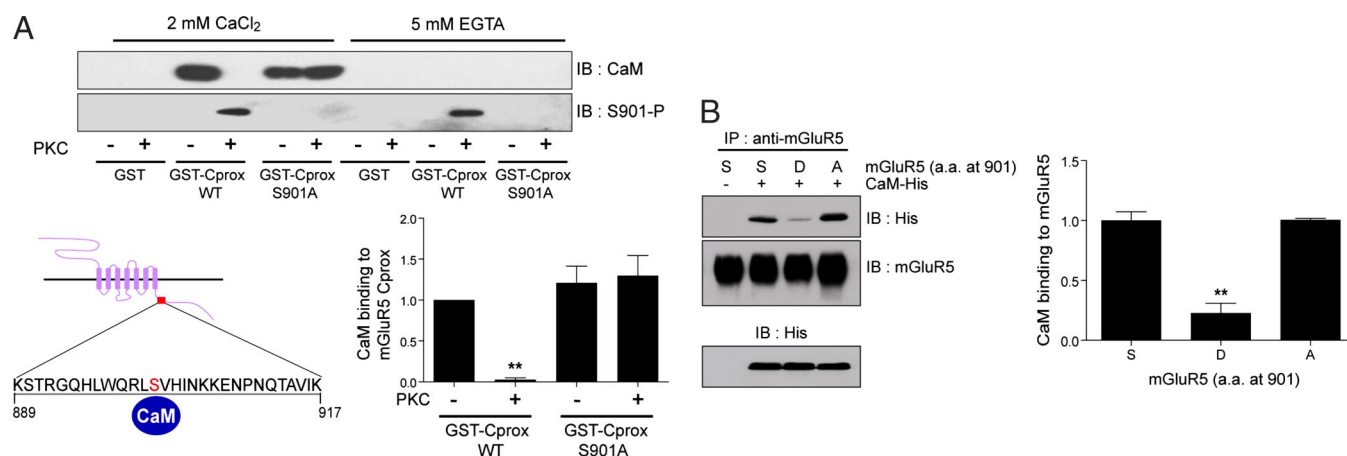 A
2 mM CaCl2
5 mM EGTA
IB : CaM
IB : S901-P
PKC - + - + - + - + - + - +
GST
GST-Cprox WT
GST-Cprox S901A
GST
GST-Cprox WT
GST-Cprox S901A
KSTRGQHLWQRLSVHINKKENPNQTAVIK
889
917
CaM
CaM binding to
mGluR5 Cprox
2.0
1.5
1.0
0.5
0.0
**
PKC - + - +
GST-Cprox WT
GST-Cprox S901A
B
IP : anti-mGluR5
S S D A mGluR5 (a.a. at 901)
- + + + CaM-His
IB : His
IB : mGluR5
IB : His
CaM binding to mGluR5
1.5
1.0
0.5
0.0
**
S D A
mGluR5 (a.a. at 901)